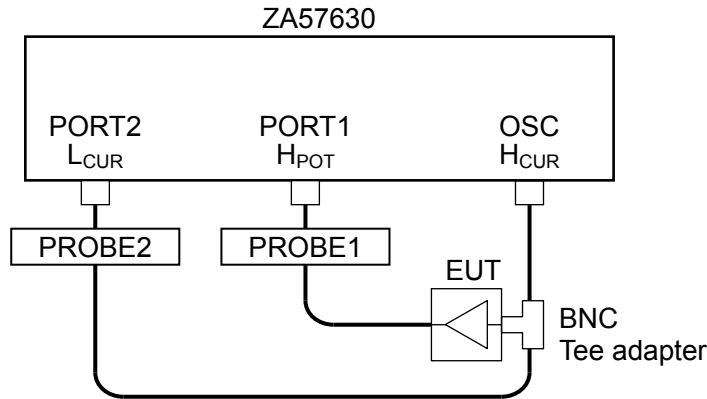 ZA57630
PORT2 PORT1 OSC
LCUR HPOT HCUR
PROBE2 PROBE1
EUT
BNC
Tee adapter